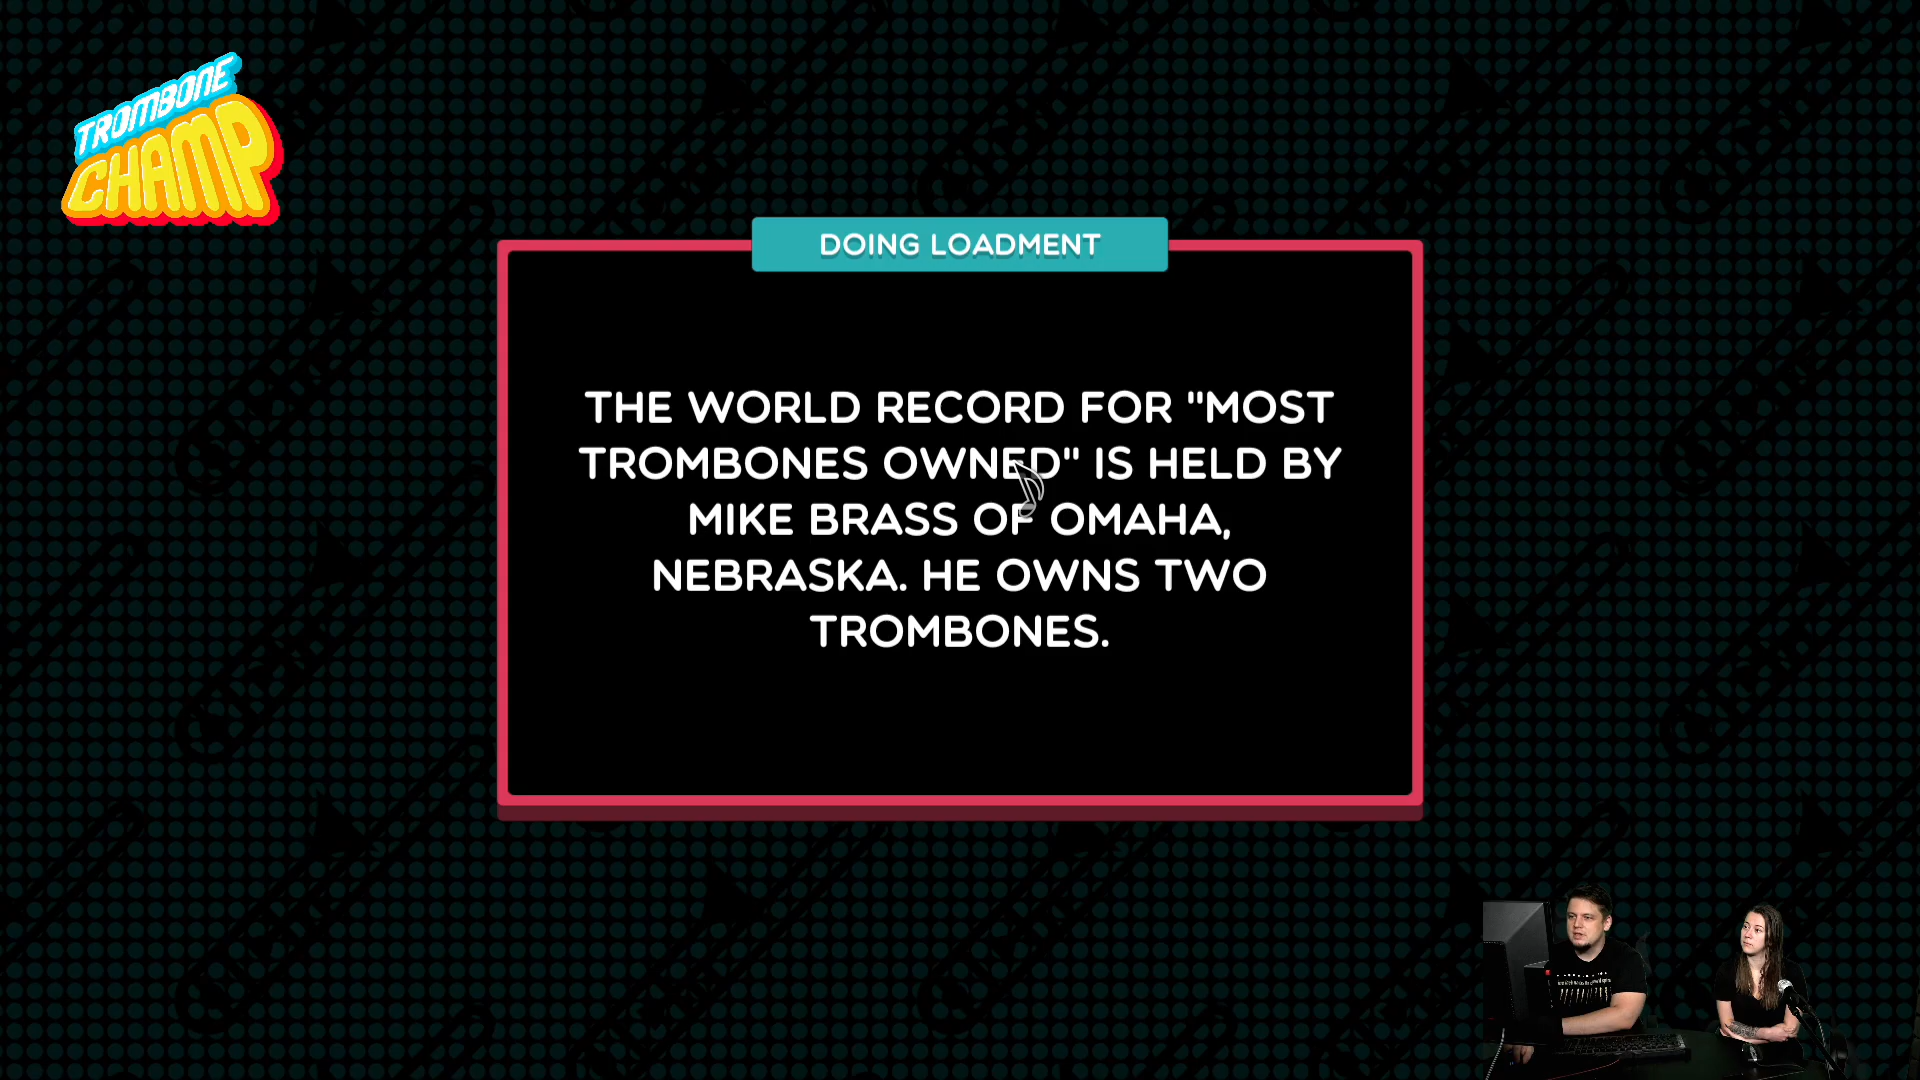 TROMBONE
CHAMP
DOING LOADMENT
THE WORLD RECORD FOR "MOST
TROMBONES OWNED" IS HELD BY
MIKE BRASS OF OMAHA,
NEBRASKA. HE OWNS TWO
TROMBONES.